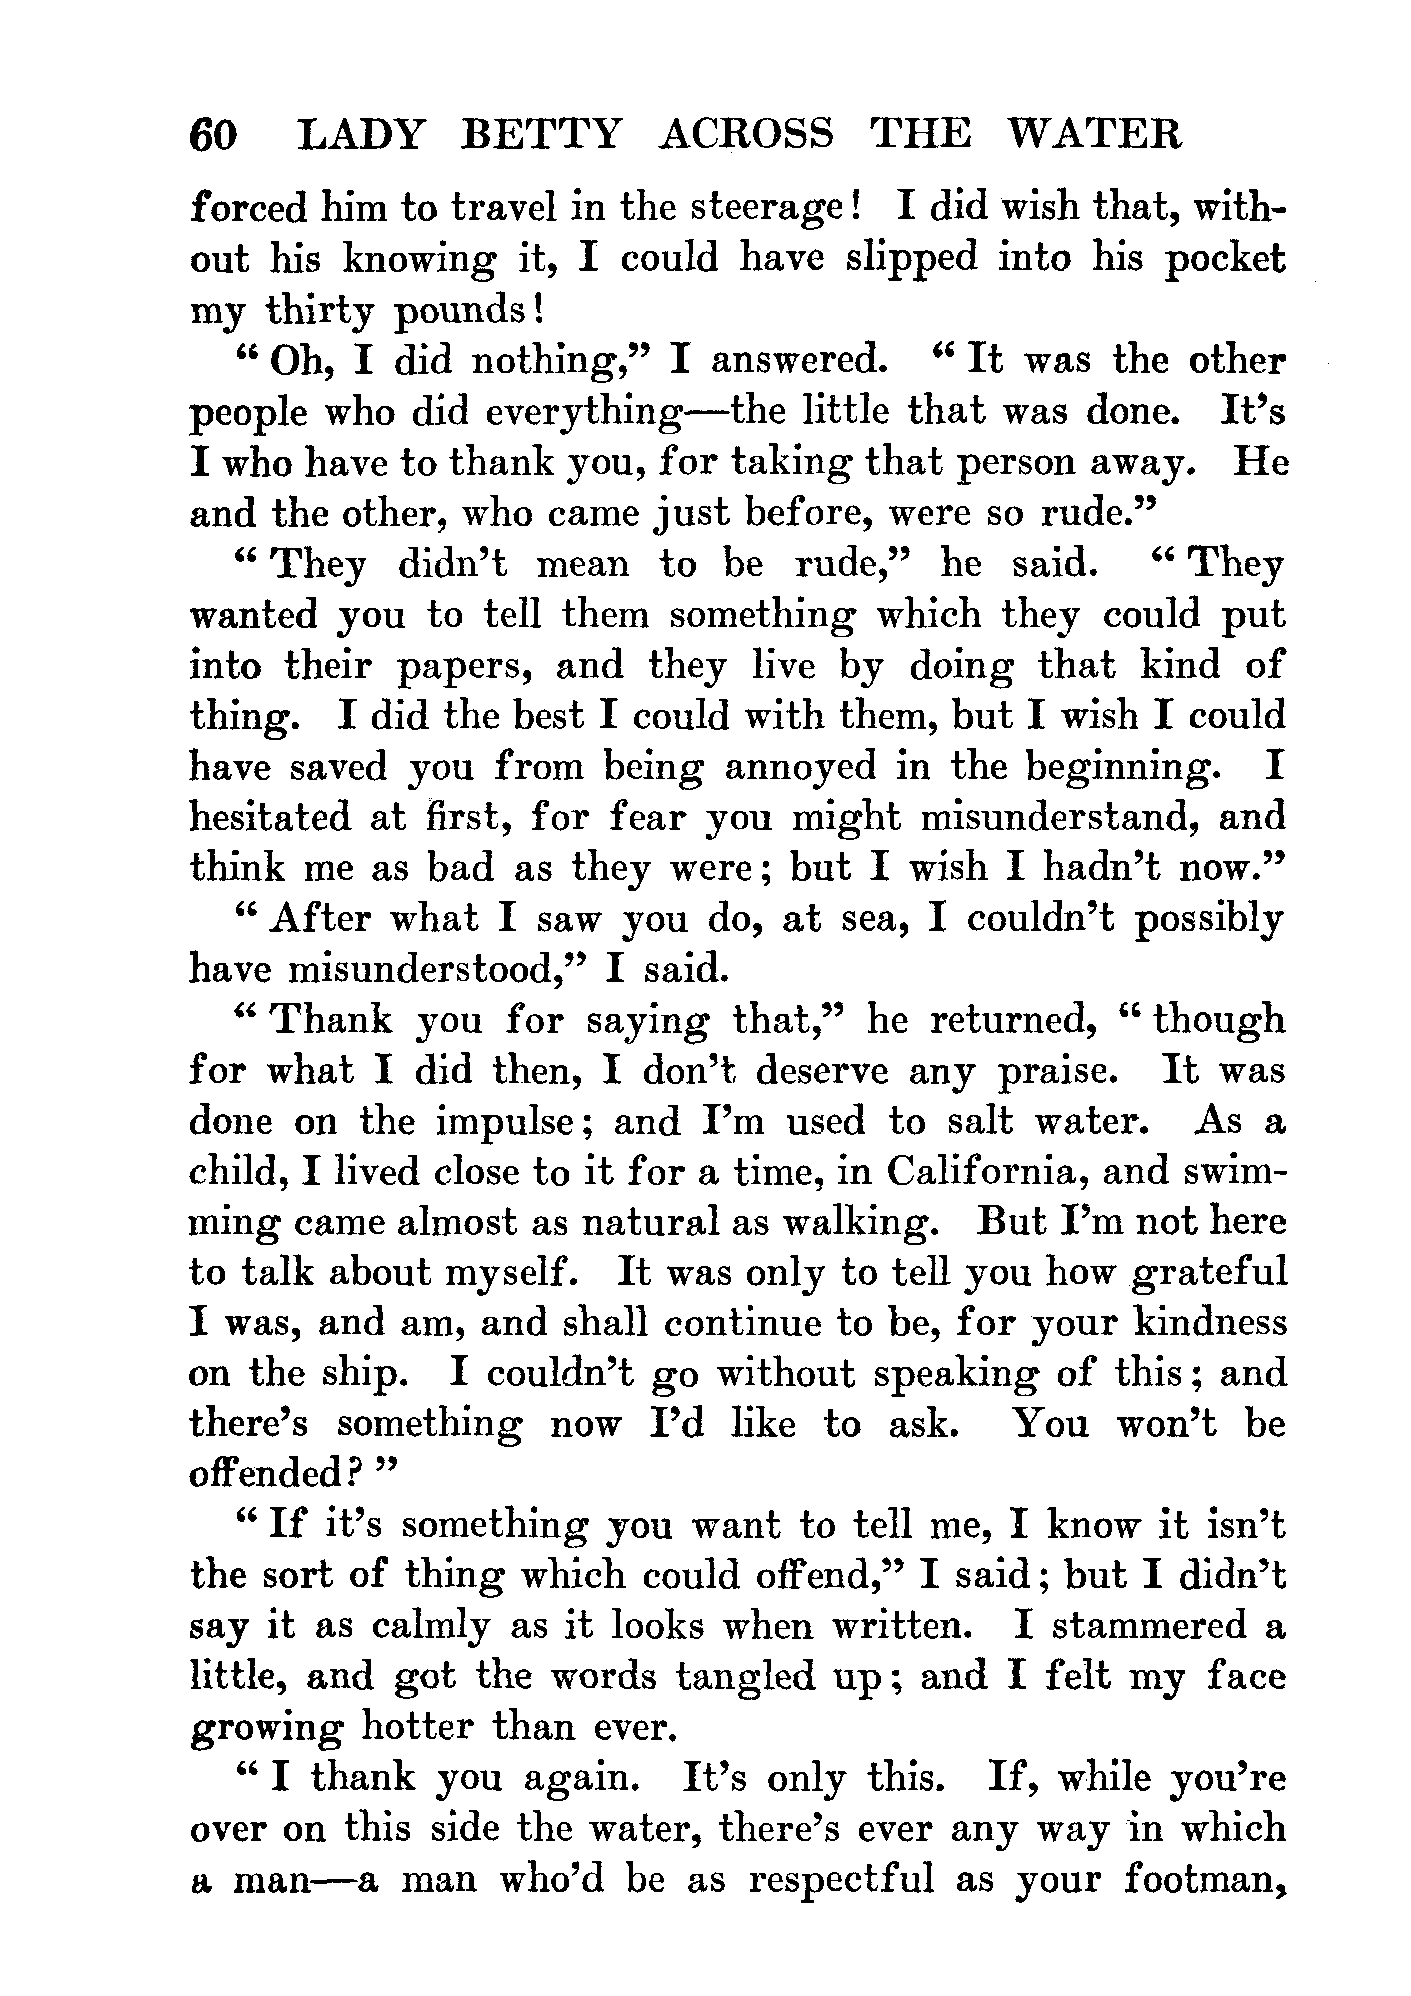 60 LADY BETTY ACROSS THE WATER
forced him to travel in the steerage! I did wish that, with-
out his knowing it, I could have slipped into his pocket
my thirty pounds!
“Oh, I did nothing,” I answered. “It was the other
people who did everything—the little that was done. It’s
I who have to thank you, for taking that person away. He
and the other, who came just before, were so rude.”
“They didn’t mean to be rude,” he said. “They
wanted you to tell them something which they could put
into their papers, and they live by doing that kind of
thing. I did the best I could with them, but I wish I could
have saved you from being annoyed in the beginning. I
hesitated at first, for fear you might misunderstand, and
think me as bad as they were; but I wish I hadn’t now.”
“After what I saw you do, at sea, I couldn’t possibly
have misunderstood,” I said.
“Thank you for saying that,” he returned, “though
for what I did then, I don’t deserve any praise. It was
done on the impulse; and I’m used to salt water. As a
child, I lived close to it for a time, in California, and swim-
ming came almost as natural as walking. But I’m not here
to talk about myself. It was only to tell you how grateful
I was, and am, and shall continue to be, for your kindness
on the ship. I couldn’t go without speaking of this; and
there’s something now I’d like to ask. You won’t be
offended?”
“If it’s something you want to tell me, I know it isn’t
the sort of thing which could offend,” I said; but I didn’t
say it as calmly as it looks when written. I stammered a
little, and got the words tangled up; and I felt my face
growing hotter than ever.
“I thank you again. It’s only this. If, while you’re
over on this side the water, there’s ever any way in which
a man—a man who’d be as respectful as your footman,